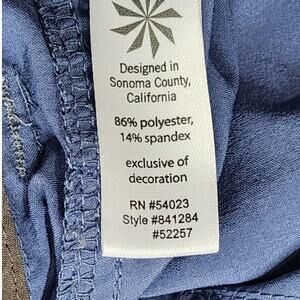 Designed in
Sonoma County,
California
86% polyester,
14% spandex
exclusive of
decoration
RN #54023
Style #841284
#52257